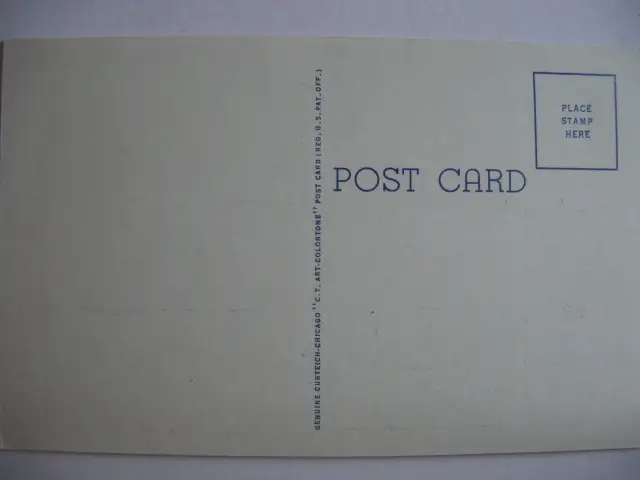 GENUINE CURTEICH-CHICAGO "C.T. ART-COLORTONE" POST CARD (REG. U.S. PAT. OFF.)
POST CARD
PLACE
STAMP
HERE